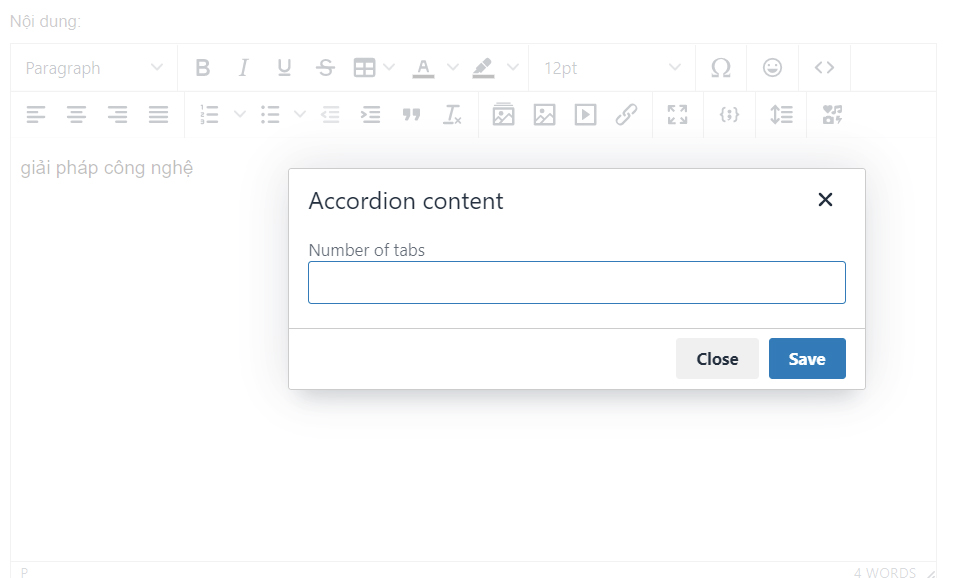 Nội dung:
Paragraph
B I U S A 12pt Ω
giải pháp công nghệ
Accordion content
Number of tabs
Close Save
P 4 WORDS